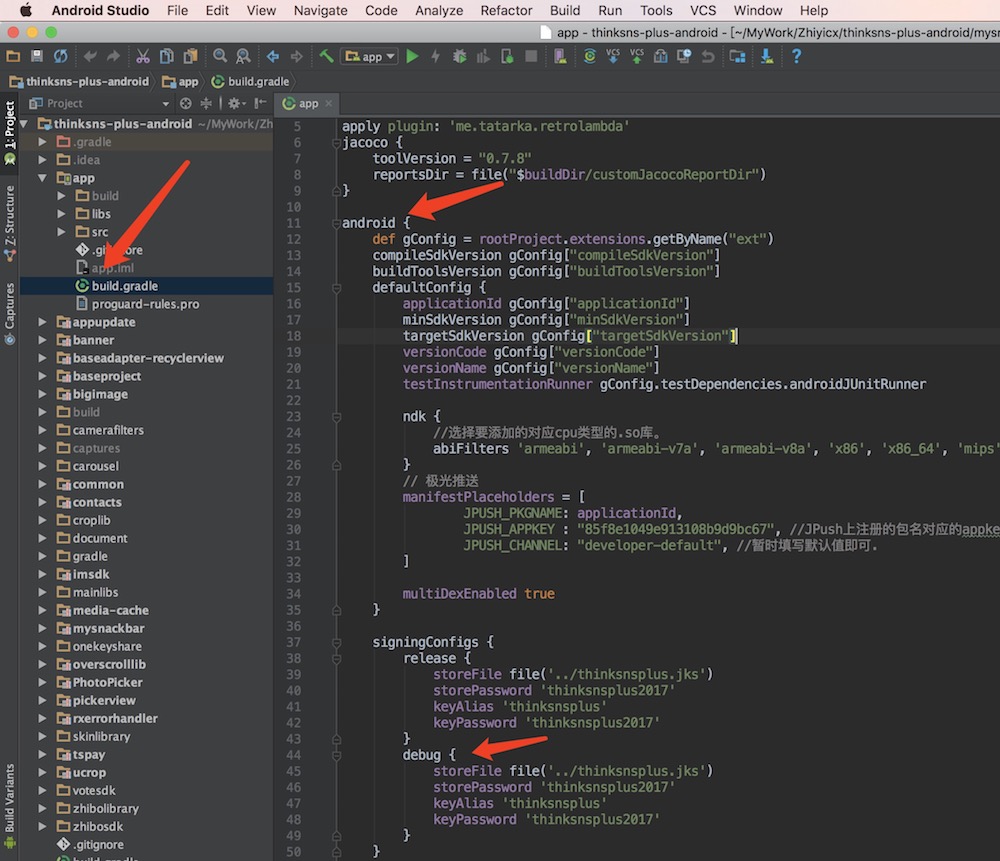 Android Studio File Edit View Navigate Code Analyze Refactor Build Run Tools VCS Window Help
app - thinksns-plus-android - [~/MyWork/Zhiyicx/thinksns-plus-android/mysn
app
VCS VCS
thinksns-plus-android app build.gradle
Project
app
1: Project
Z: Structure
Captures
Build Variants
thinksns-plus-android ~/MyWork/Zh
.gradle
.idea
app
build
libs
src
app.iml
build.gradle
proguard-rules.pro
appupdate
banner
baseadapter-recyclerview
baseproject
bigimage
build
camerafilters
captures
carousel
common
contacts
croplib
document
gradle
imsdk
mainlibs
media-cache
mysnackbar
onekeyshare
overscrolllib
PhotoPicker
pickerview
rxerrorhandler
skinlibrary
tspay
ucrop
votesdk
zhibolibrary
zhibosdk
.gitignore
build.gradle
5 apply plugin: 'me.tatarka.retrolambda'
6 jacoco {
7 toolVersion = "0.7.8"
8 reportsDir = file("$buildDir/customJacocoReportDir")
9 }
10
11 android {
12 def gConfig = rootProject.extensions.getByName("ext")
13 compileSdkVersion gConfig["compileSdkVersion"]
14 buildToolsVersion gConfig["buildToolsVersion"]
15 defaultConfig {
16 applicationId gConfig["applicationId"]
17 minSdkVersion gConfig["minSdkVersion"]
18 targetSdkVersion gConfig["targetSdkVersion"]
19 versionCode gConfig["versionCode"]
20 versionName gConfig["versionName"]
21 testInstrumentationRunner gConfig.testDependencies.androidJUnitRunner
22
23 ndk {
24 //选择要添加的对应cpu类型的.so库。
25 abiFilters 'armeabi', 'armeabi-v7a', 'armeabi-v8a', 'x86', 'x86_64', 'mips'
26 }
27 // 极光推送
28 manifestPlaceholders = [
29 JPUSH_PKGNAME: applicationId,
30 JPUSH_APPKEY : "85f8e1049e913108b9d9bc67", //JPush上注册的包名对应的appke
31 JPUSH_CHANNEL: "developer-default", //暂时填写默认值即可.
32 ]
33
34 multiDexEnabled true
35 }
36
37 signingConfigs {
38 release {
39 storeFile file('../thinksnsplus.jks')
40 storePassword 'thinksnsplus2017'
41 keyAlias 'thinksnsplus'
42 keyPassword 'thinksnsplus2017'
43 }
44 debug {
45 storeFile file('../thinksnsplus.jks')
46 storePassword 'thinksnsplus2017'
47 keyAlias 'thinksnsplus'
48 keyPassword 'thinksnsplus2017'
49 }
50 }